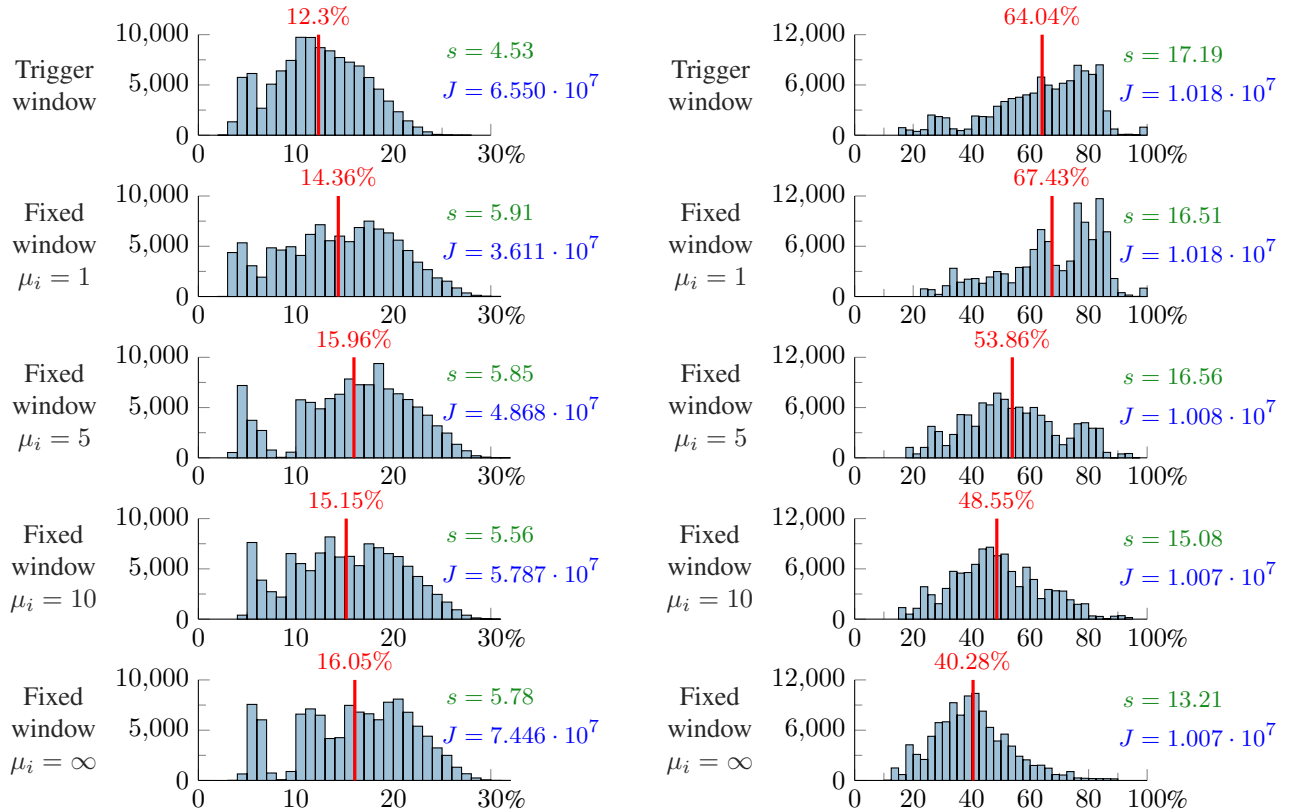 12.3%
10,000
5,000
0
Trigger
window
s = 4.53
J = 6.550 · 10^7
0 10 20 30%
64.04%
12,000
6,000
0
Trigger
window
s = 17.19
J = 1.018 · 10^7
0 20 40 60 80 100%
14.36%
10,000
5,000
0
Fixed
window
μ_i = 1
s = 5.91
J = 3.611 · 10^7
0 10 20 30%
67.43%
12,000
6,000
0
Fixed
window
μ_i = 1
s = 16.51
J = 1.018 · 10^7
0 20 40 60 80 100%
15.96%
10,000
5,000
0
Fixed
window
μ_i = 5
s = 5.85
J = 4.868 · 10^7
0 10 20 30%
53.86%
12,000
6,000
0
Fixed
window
μ_i = 5
s = 16.56
J = 1.008 · 10^7
0 20 40 60 80 100%
15.15%
10,000
5,000
0
Fixed
window
μ_i = 10
s = 5.56
J = 5.787 · 10^7
0 10 20 30%
48.55%
12,000
6,000
0
Fixed
window
μ_i = 10
s = 15.08
J = 1.007 · 10^7
0 20 40 60 80 100%
16.05%
10,000
5,000
0
Fixed
window
μ_i = ∞
s = 5.78
J = 7.446 · 10^7
0 10 20 30%
40.28%
12,000
6,000
0
Fixed
window
μ_i = ∞
s = 13.21
J = 1.007 · 10^7
0 20 40 60 80 100%